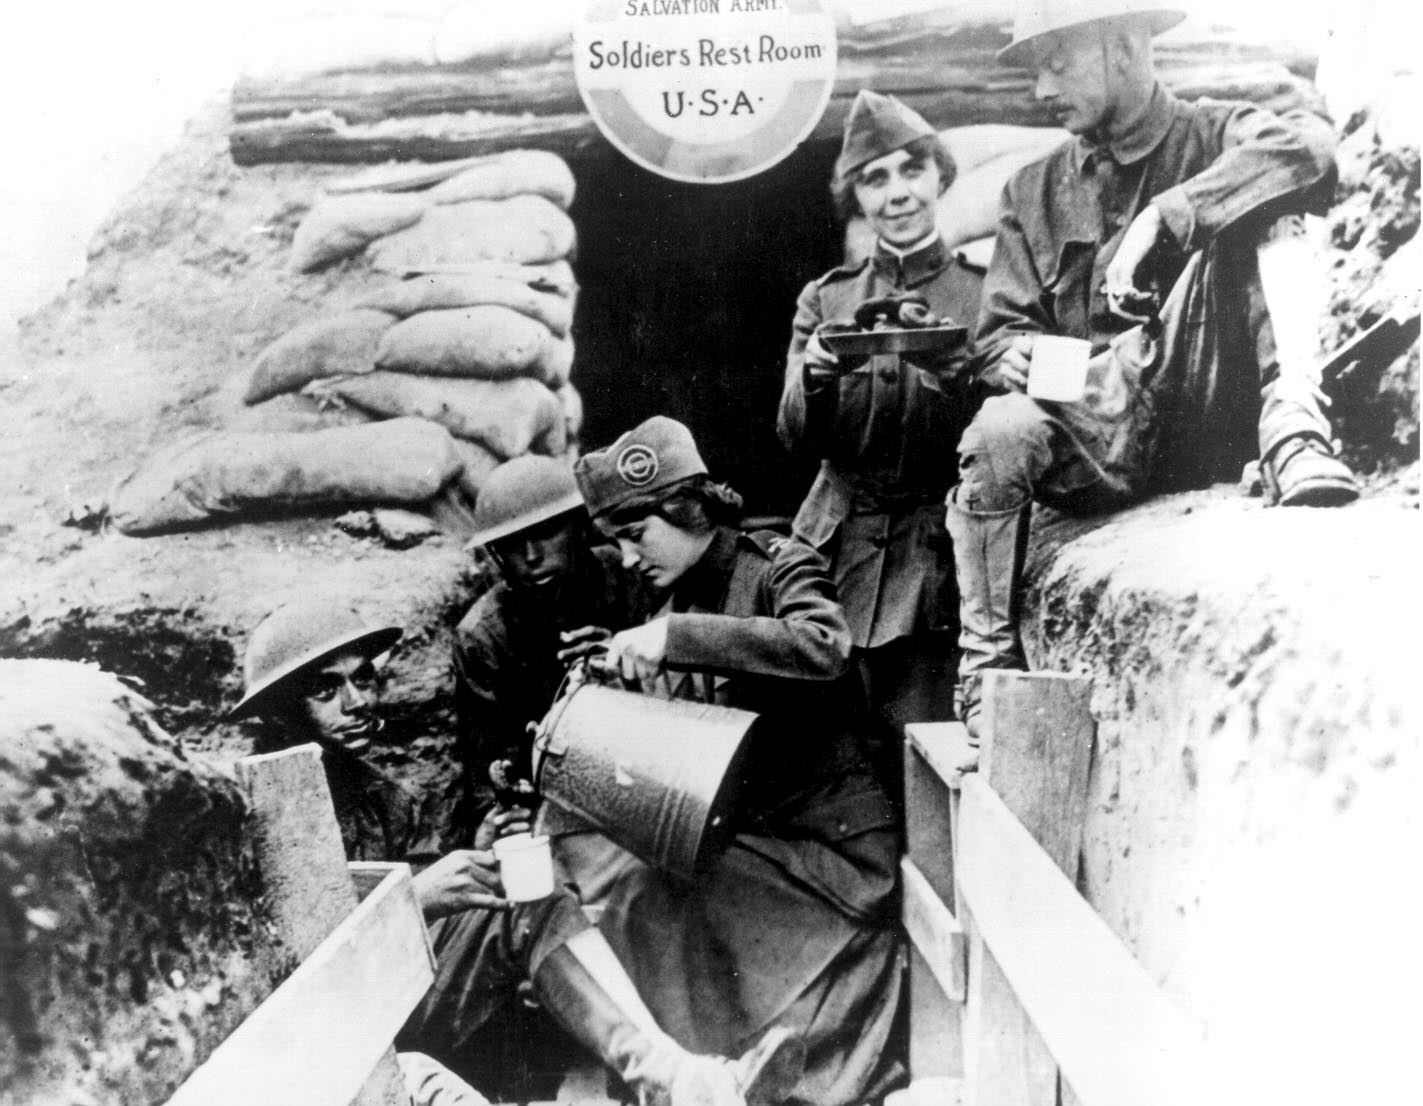 SALVATION ARMY.
Soldiers Rest Room
U·S·A·